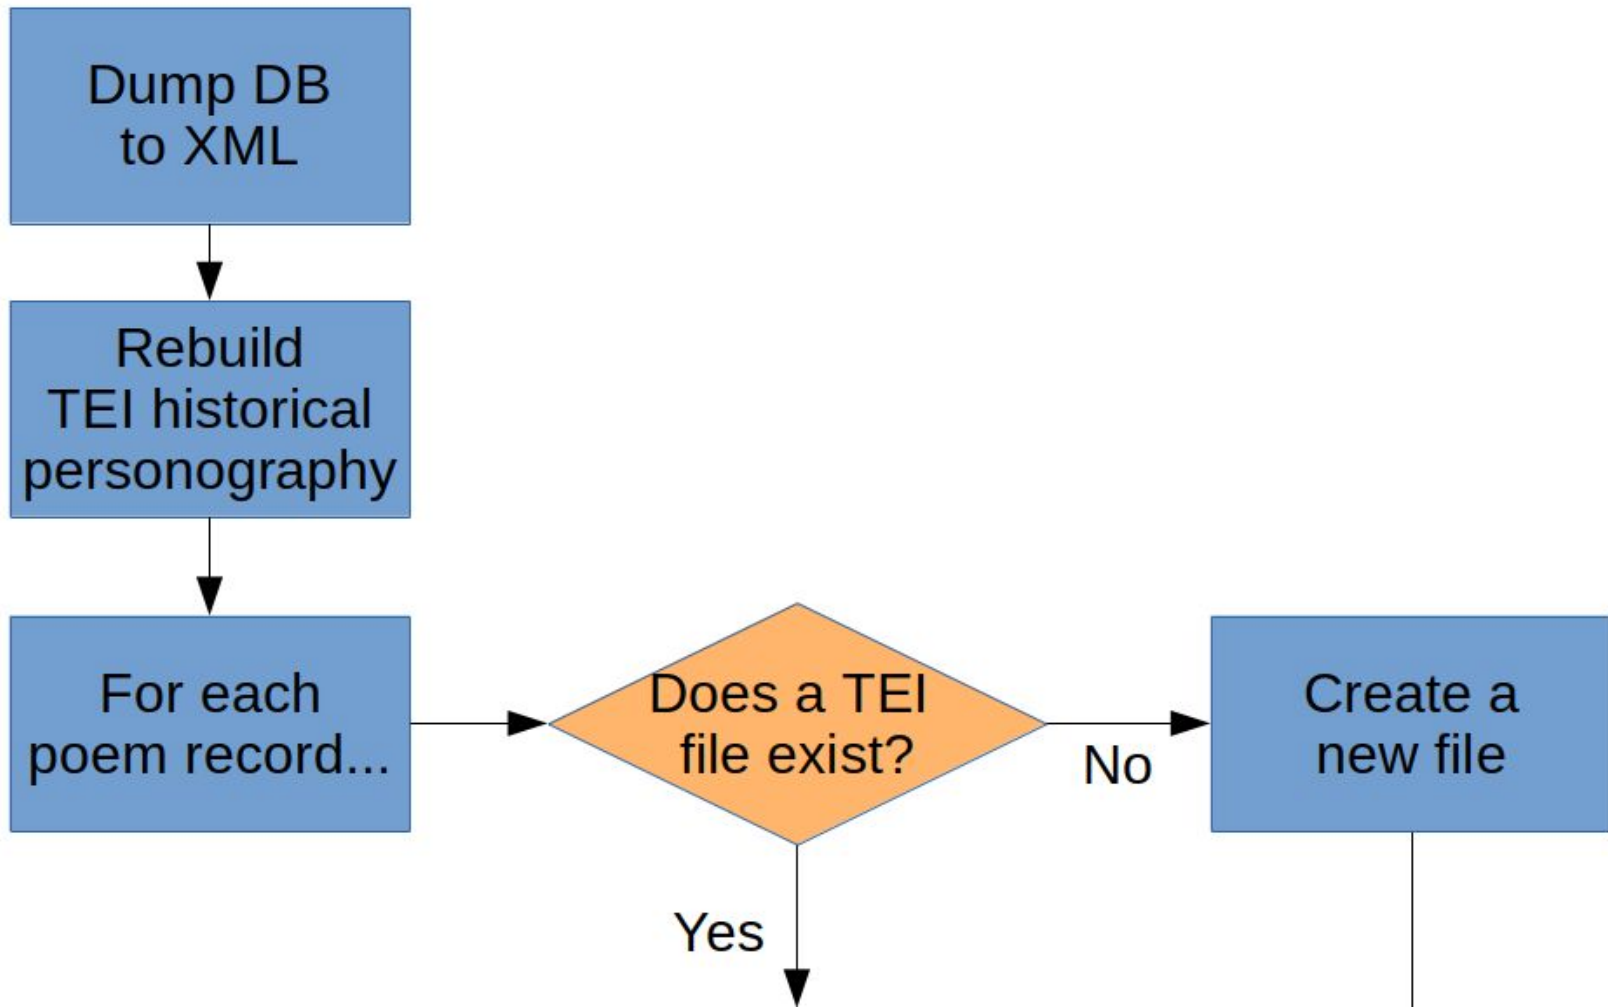 Dump DB
to XML
Rebuild
TEI historical
personography
For each
poem record...
Does a TEI
file exist?
No
Create a
new file
Yes